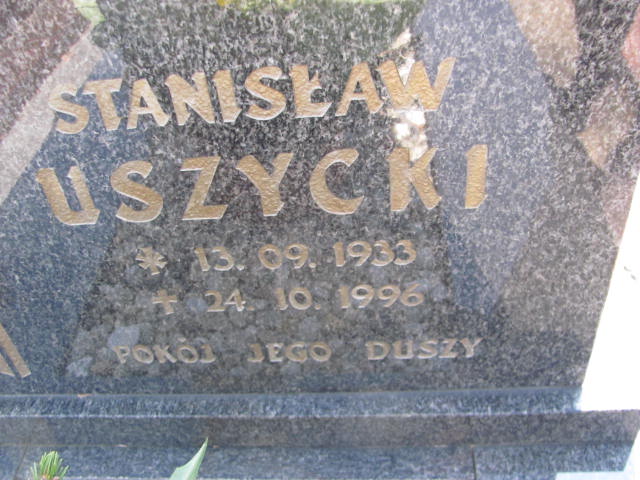 STANISŁAW
USZYCKI
* 13. 09. 1933
+ 24. 10. 1996
POKÓJ JEGO DUSZY